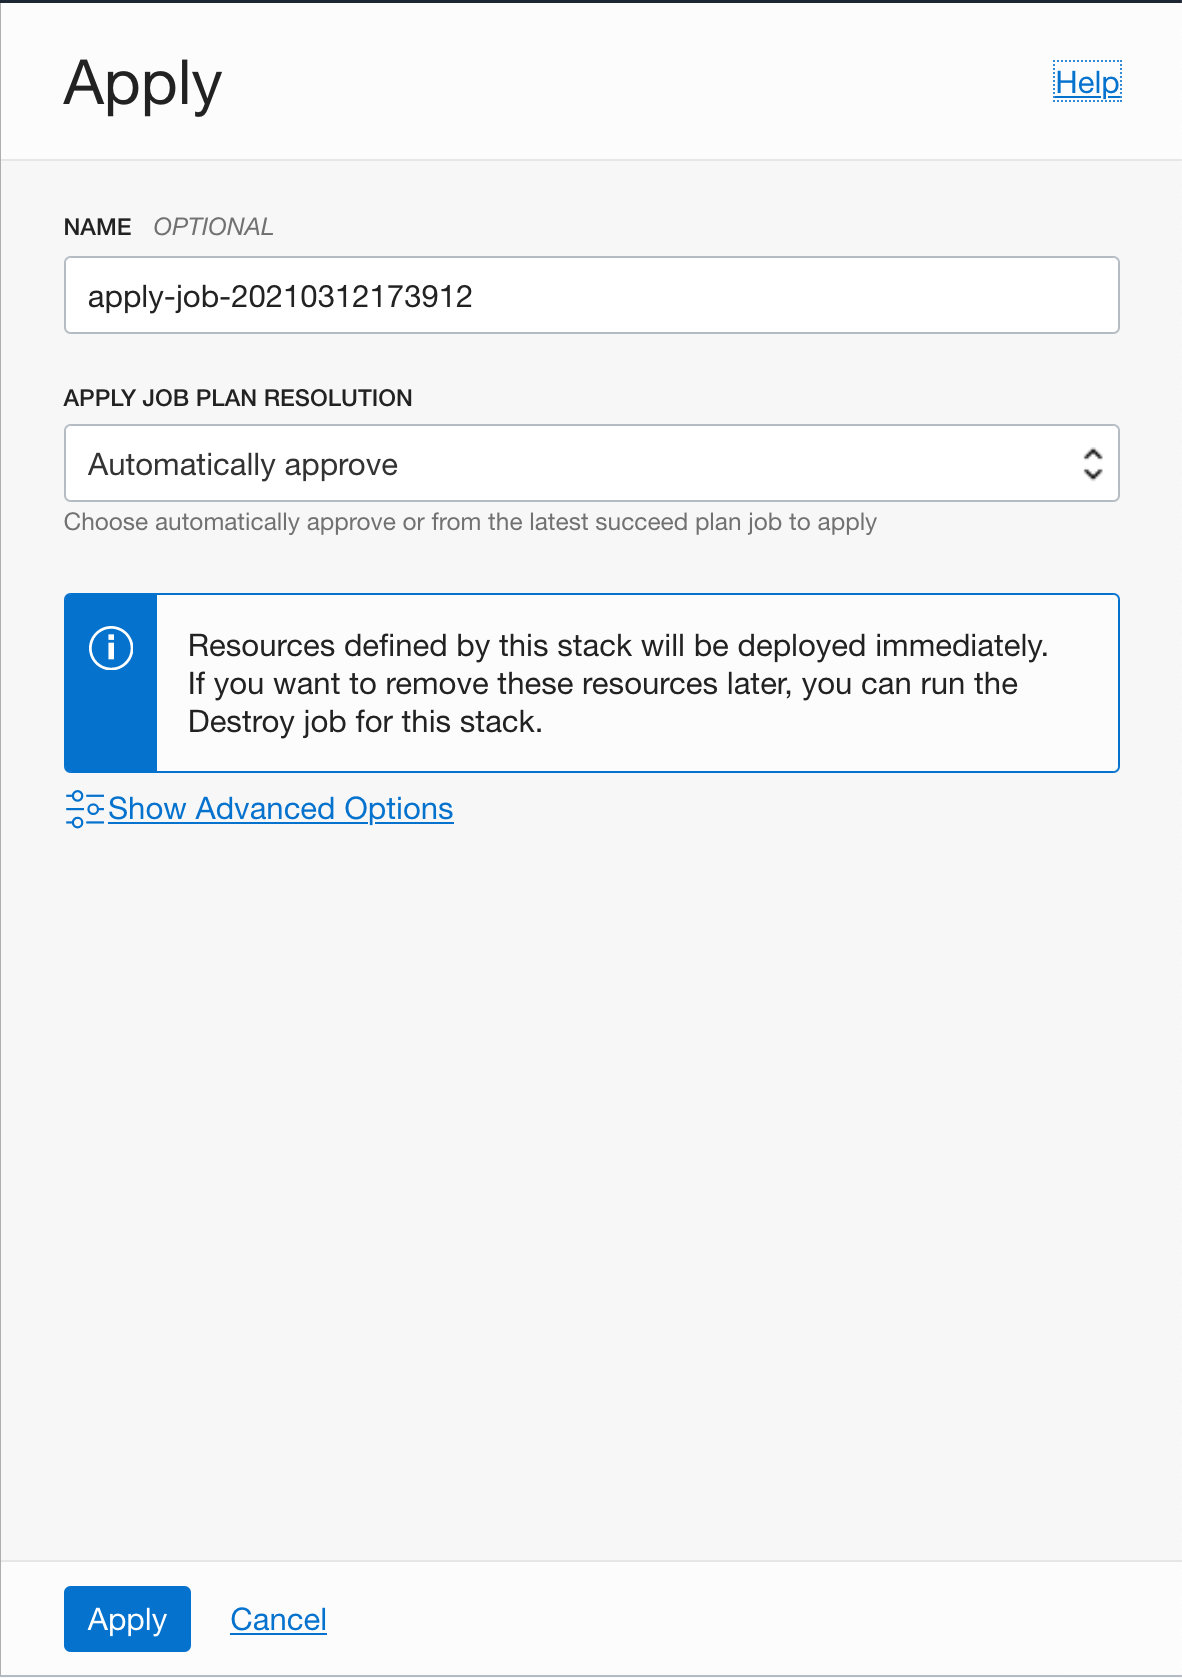 Apply
Help
NAME OPTIONAL
apply-job-20210312173912
APPLY JOB PLAN RESOLUTION
Automatically approve
Choose automatically approve or from the latest succeed plan job to apply
Resources defined by this stack will be deployed immediately.
If you want to remove these resources later, you can run the
Destroy job for this stack.
Show Advanced Options
Apply
Cancel